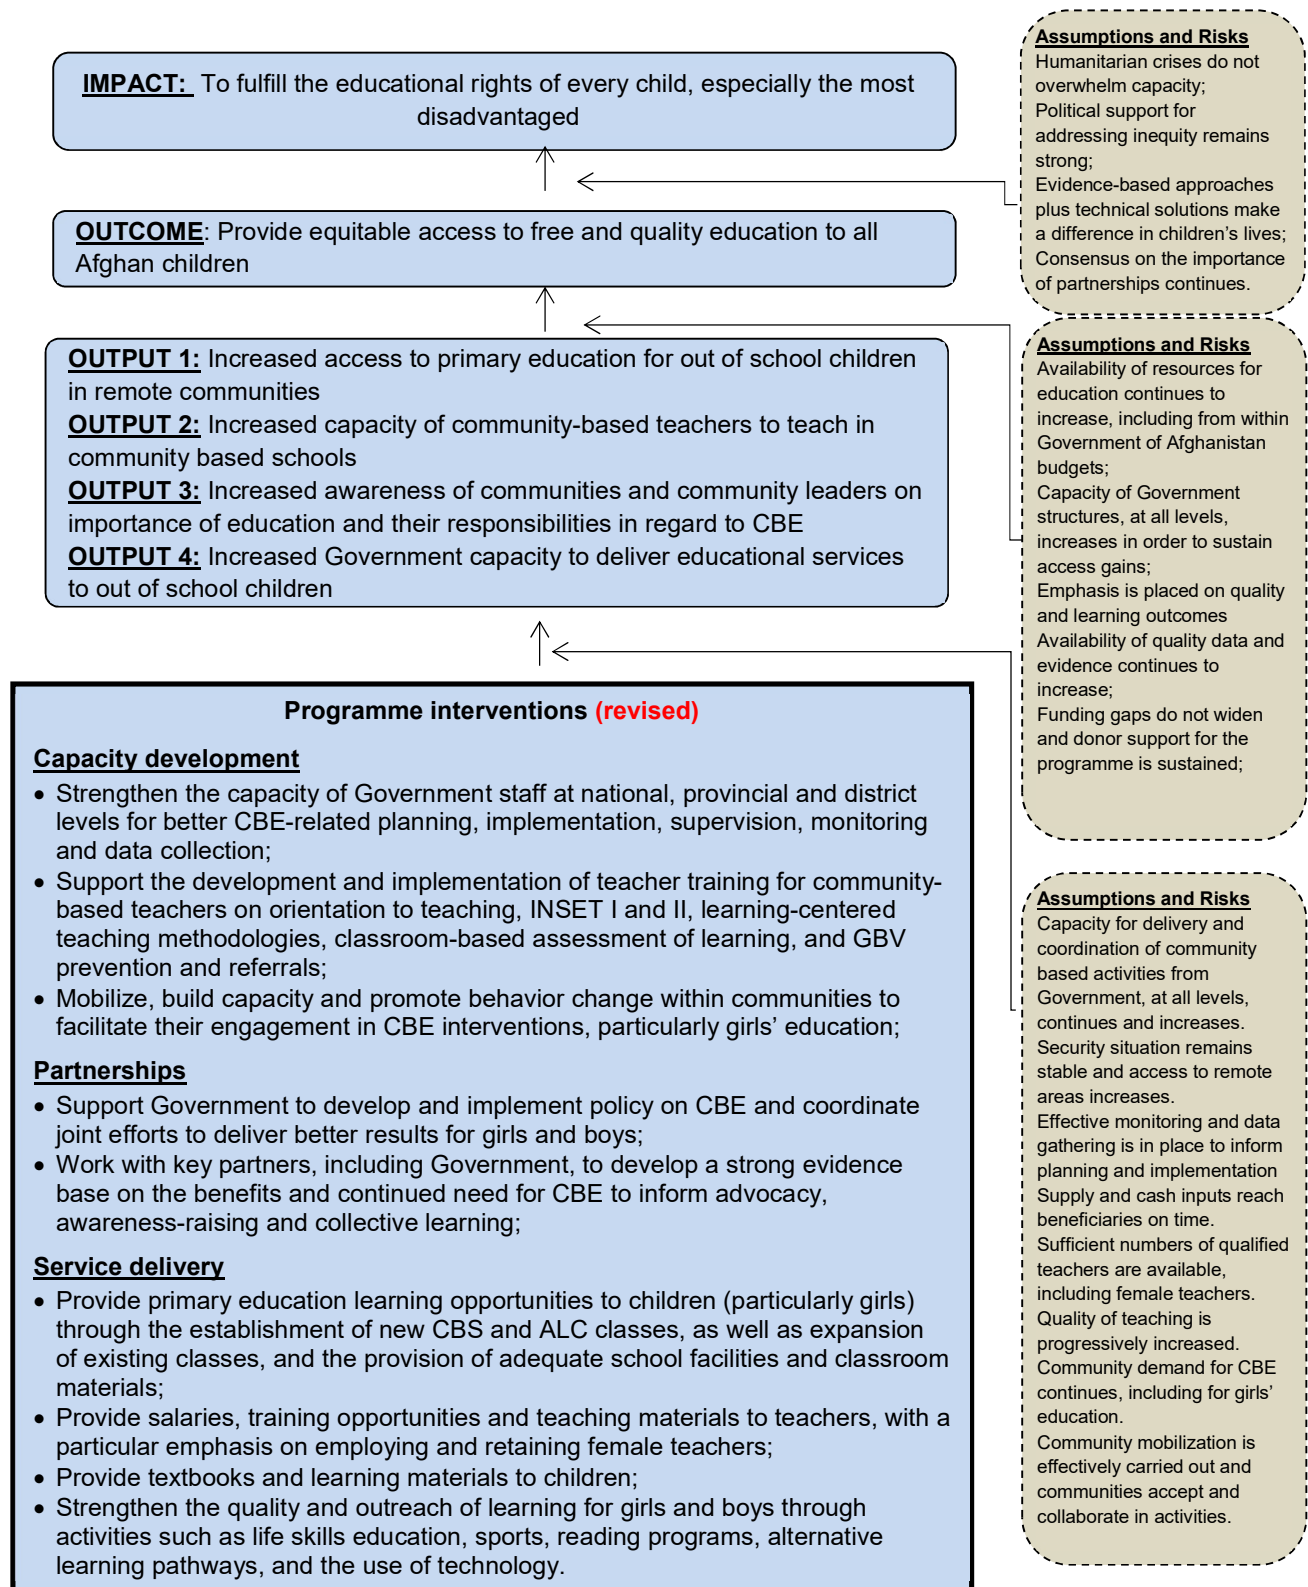 IMPACT: To fulfill the educational rights of every child, especially the most
disadvantaged
OUTCOME: Provide equitable access to free and quality education to all
Afghan children
OUTPUT 1: Increased access to primary education for out of school children
in remote communities
OUTPUT 2: Increased capacity of community-based teachers to teach in
community based schools
OUTPUT 3: Increased awareness of communities and community leaders on
importance of education and their responsibilities in regard to CBE
OUTPUT 4: Increased Government capacity to deliver educational services
to out of school children
Programme interventions (revised)
Capacity development
• Strengthen the capacity of Government staff at national, provincial and district
levels for better CBE-related planning, implementation, supervision, monitoring
and data collection;
• Support the development and implementation of teacher training for community-
based teachers on orientation to teaching, INSET I and II, learning-centered
teaching methodologies, classroom-based assessment of learning, and GBV
prevention and referrals;
• Mobilize, build capacity and promote behavior change within communities to
facilitate their engagement in CBE interventions, particularly girls’ education;
Partnerships
• Support Government to develop and implement policy on CBE and coordinate
joint efforts to deliver better results for girls and boys;
• Work with key partners, including Government, to develop a strong evidence
base on the benefits and continued need for CBE to inform advocacy,
awareness-raising and collective learning;
Service delivery
• Provide primary education learning opportunities to children (particularly girls)
through the establishment of new CBS and ALC classes, as well as expansion
of existing classes, and the provision of adequate school facilities and classroom
materials;
• Provide salaries, training opportunities and teaching materials to teachers, with a
particular emphasis on employing and retaining female teachers;
• Provide textbooks and learning materials to children;
• Strengthen the quality and outreach of learning for girls and boys through
activities such as life skills education, sports, reading programs, alternative
learning pathways, and the use of technology.
Assumptions and Risks
Humanitarian crises do not
overwhelm capacity;
Political support for
addressing inequity remains
strong;
Evidence-based approaches
plus technical solutions make
a difference in children’s lives;
Consensus on the importance
of partnerships continues.
Assumptions and Risks
Availability of resources for
education continues to
increase, including from within
Government of Afghanistan
budgets;
Capacity of Government
structures, at all levels,
increases in order to sustain
access gains;
Emphasis is placed on quality
and learning outcomes
Availability of quality data and
evidence continues to
increase;
Funding gaps do not widen
and donor support for the
programme is sustained;
Assumptions and Risks
Capacity for delivery and
coordination of community
based activities from
Government, at all levels,
continues and increases.
Security situation remains
stable and access to remote
areas increases.
Effective monitoring and data
gathering is in place to inform
planning and implementation
Supply and cash inputs reach
beneficiaries on time.
Sufficient numbers of qualified
teachers are available,
including female teachers.
Quality of teaching is
progressively increased.
Community demand for CBE
continues, including for girls’
education.
Community mobilization is
effectively carried out and
communities accept and
collaborate in activities.